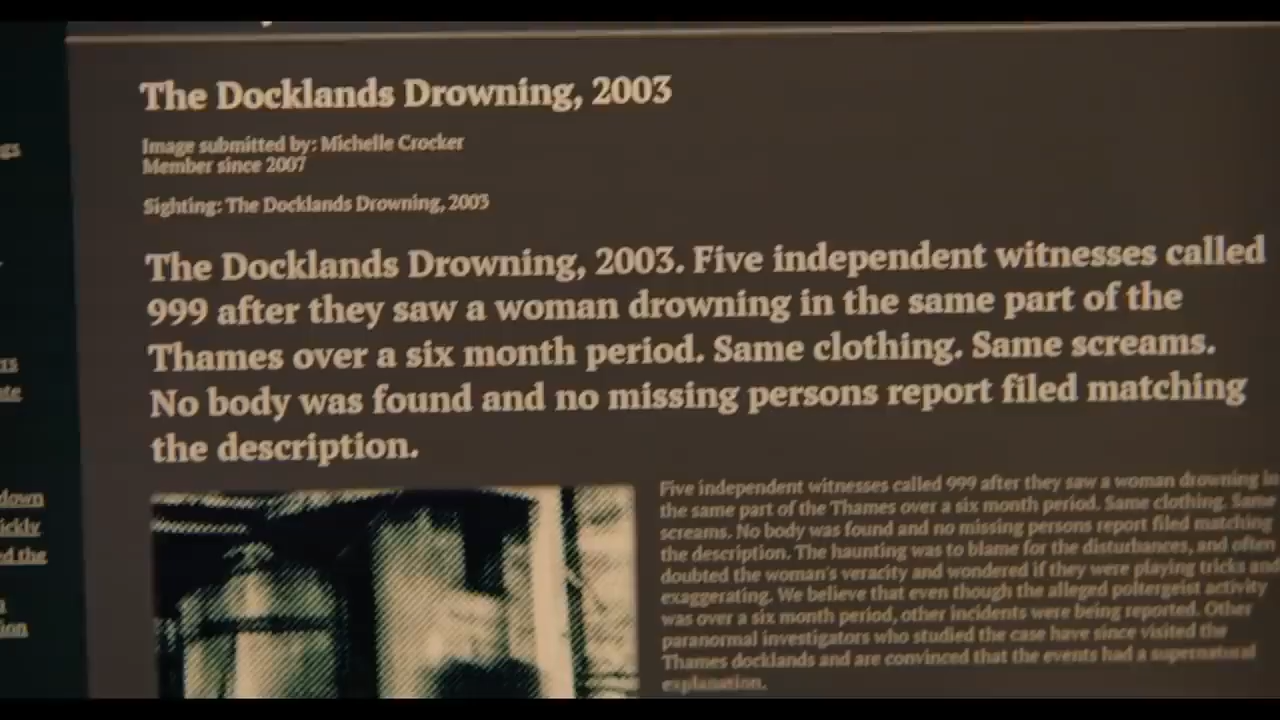 The Docklands Drowning, 2003
Image submitted by: Michelle Crocker
Member since 2007
Sighting: The Docklands Drowning, 2003
The Docklands Drowning, 2003. Five independent witnesses called
999 after they saw a woman drowning in the same part of the
Thames over a six month period. Same clothing. Same screams.
No body was found and no missing persons report filed matching
the description.
Five independent witnesses called 999 after they saw a woman drowning in
the same part of the Thames over a six month period. Same clothing. Same
screams. No body was found and no missing persons report filed matching
the description. The haunting was to blame for the disturbances, and often
doubted the woman's veracity and wondered if they were playing tricks and
exaggerating. We believe that even though the alleged poltergeist activity
was over a six month period, other incidents were being reported. Other
paranormal investigators who studied the case have since visited the
Thames docklands and are convinced that the events had a supernatural
explanation.
down
ickly
ed the